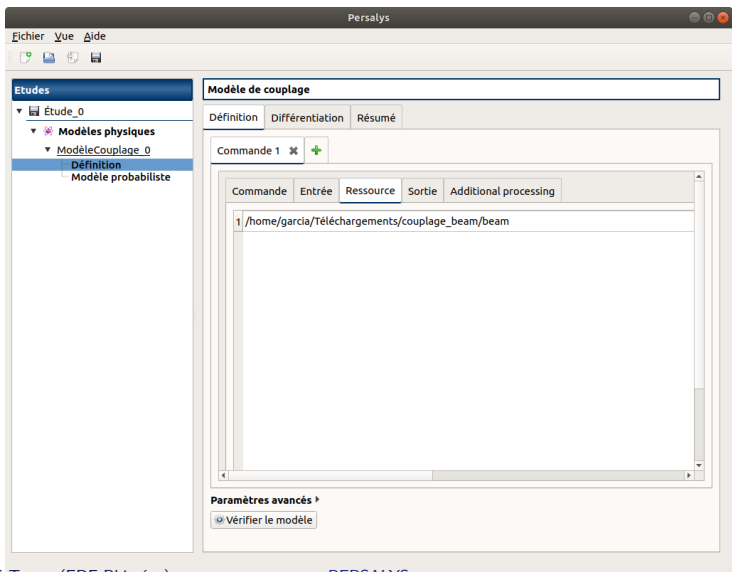 Persalys
Fichier Vue Aide
Etudes
Étude_0
Modèles physiques
ModèleCouplage_0
Définition
Modèle probabiliste
Modèle de couplage
Définition Différentiation Résumé
Commande 1
Commande Entrée Ressource Sortie Additional processing
1 /home/garcia/Téléchargements/couplage_beam/beam
Paramètres avancés
Vérifier le modèle
PERSALYS